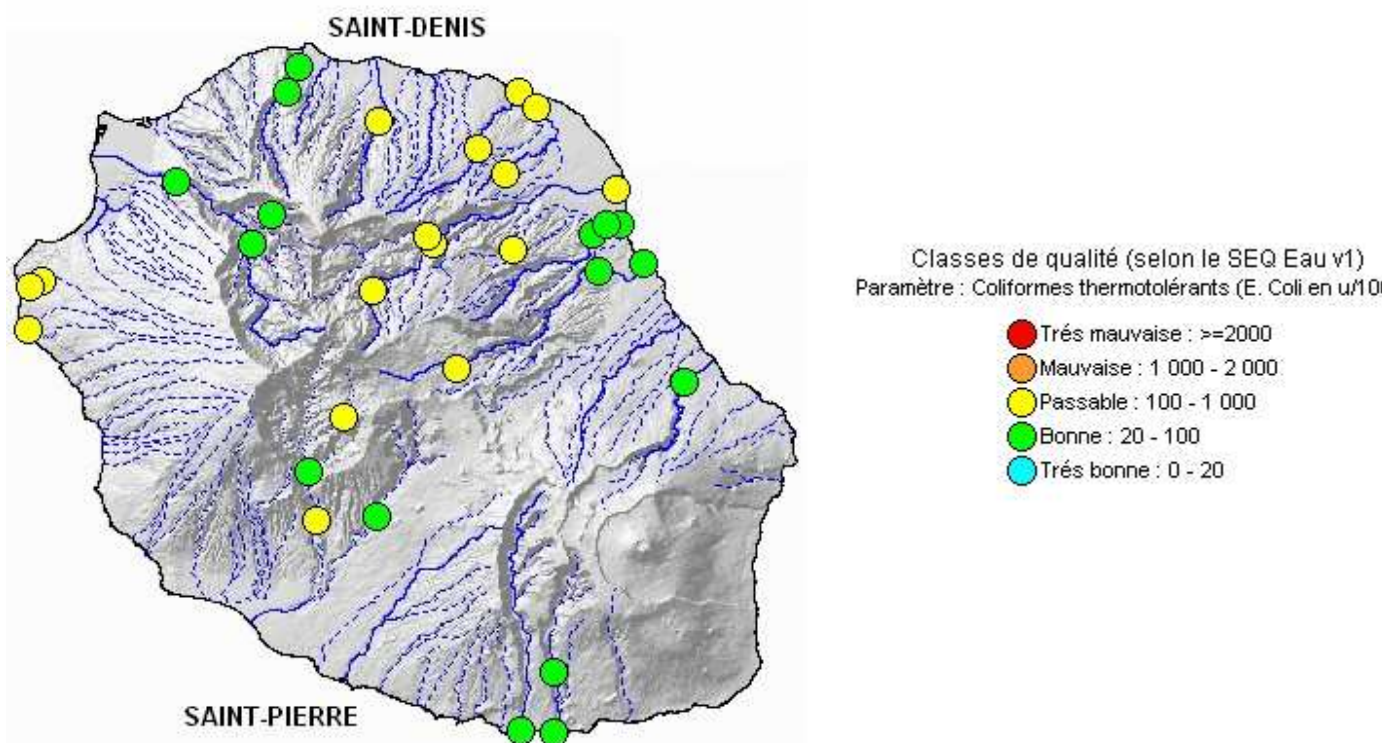 SAINT-DENIS
Classes de qualité (selon le SEQ Eau v1)
Paramètre : Coliformes thermotolérants (E. Coli en u/100
Trés mauvaise : >=2000
Mauvaise : 1 000 - 2 000
Passable : 100 - 1 000
Bonne : 20 - 100
Trés bonne : 0 - 20
SAINT-PIERRE